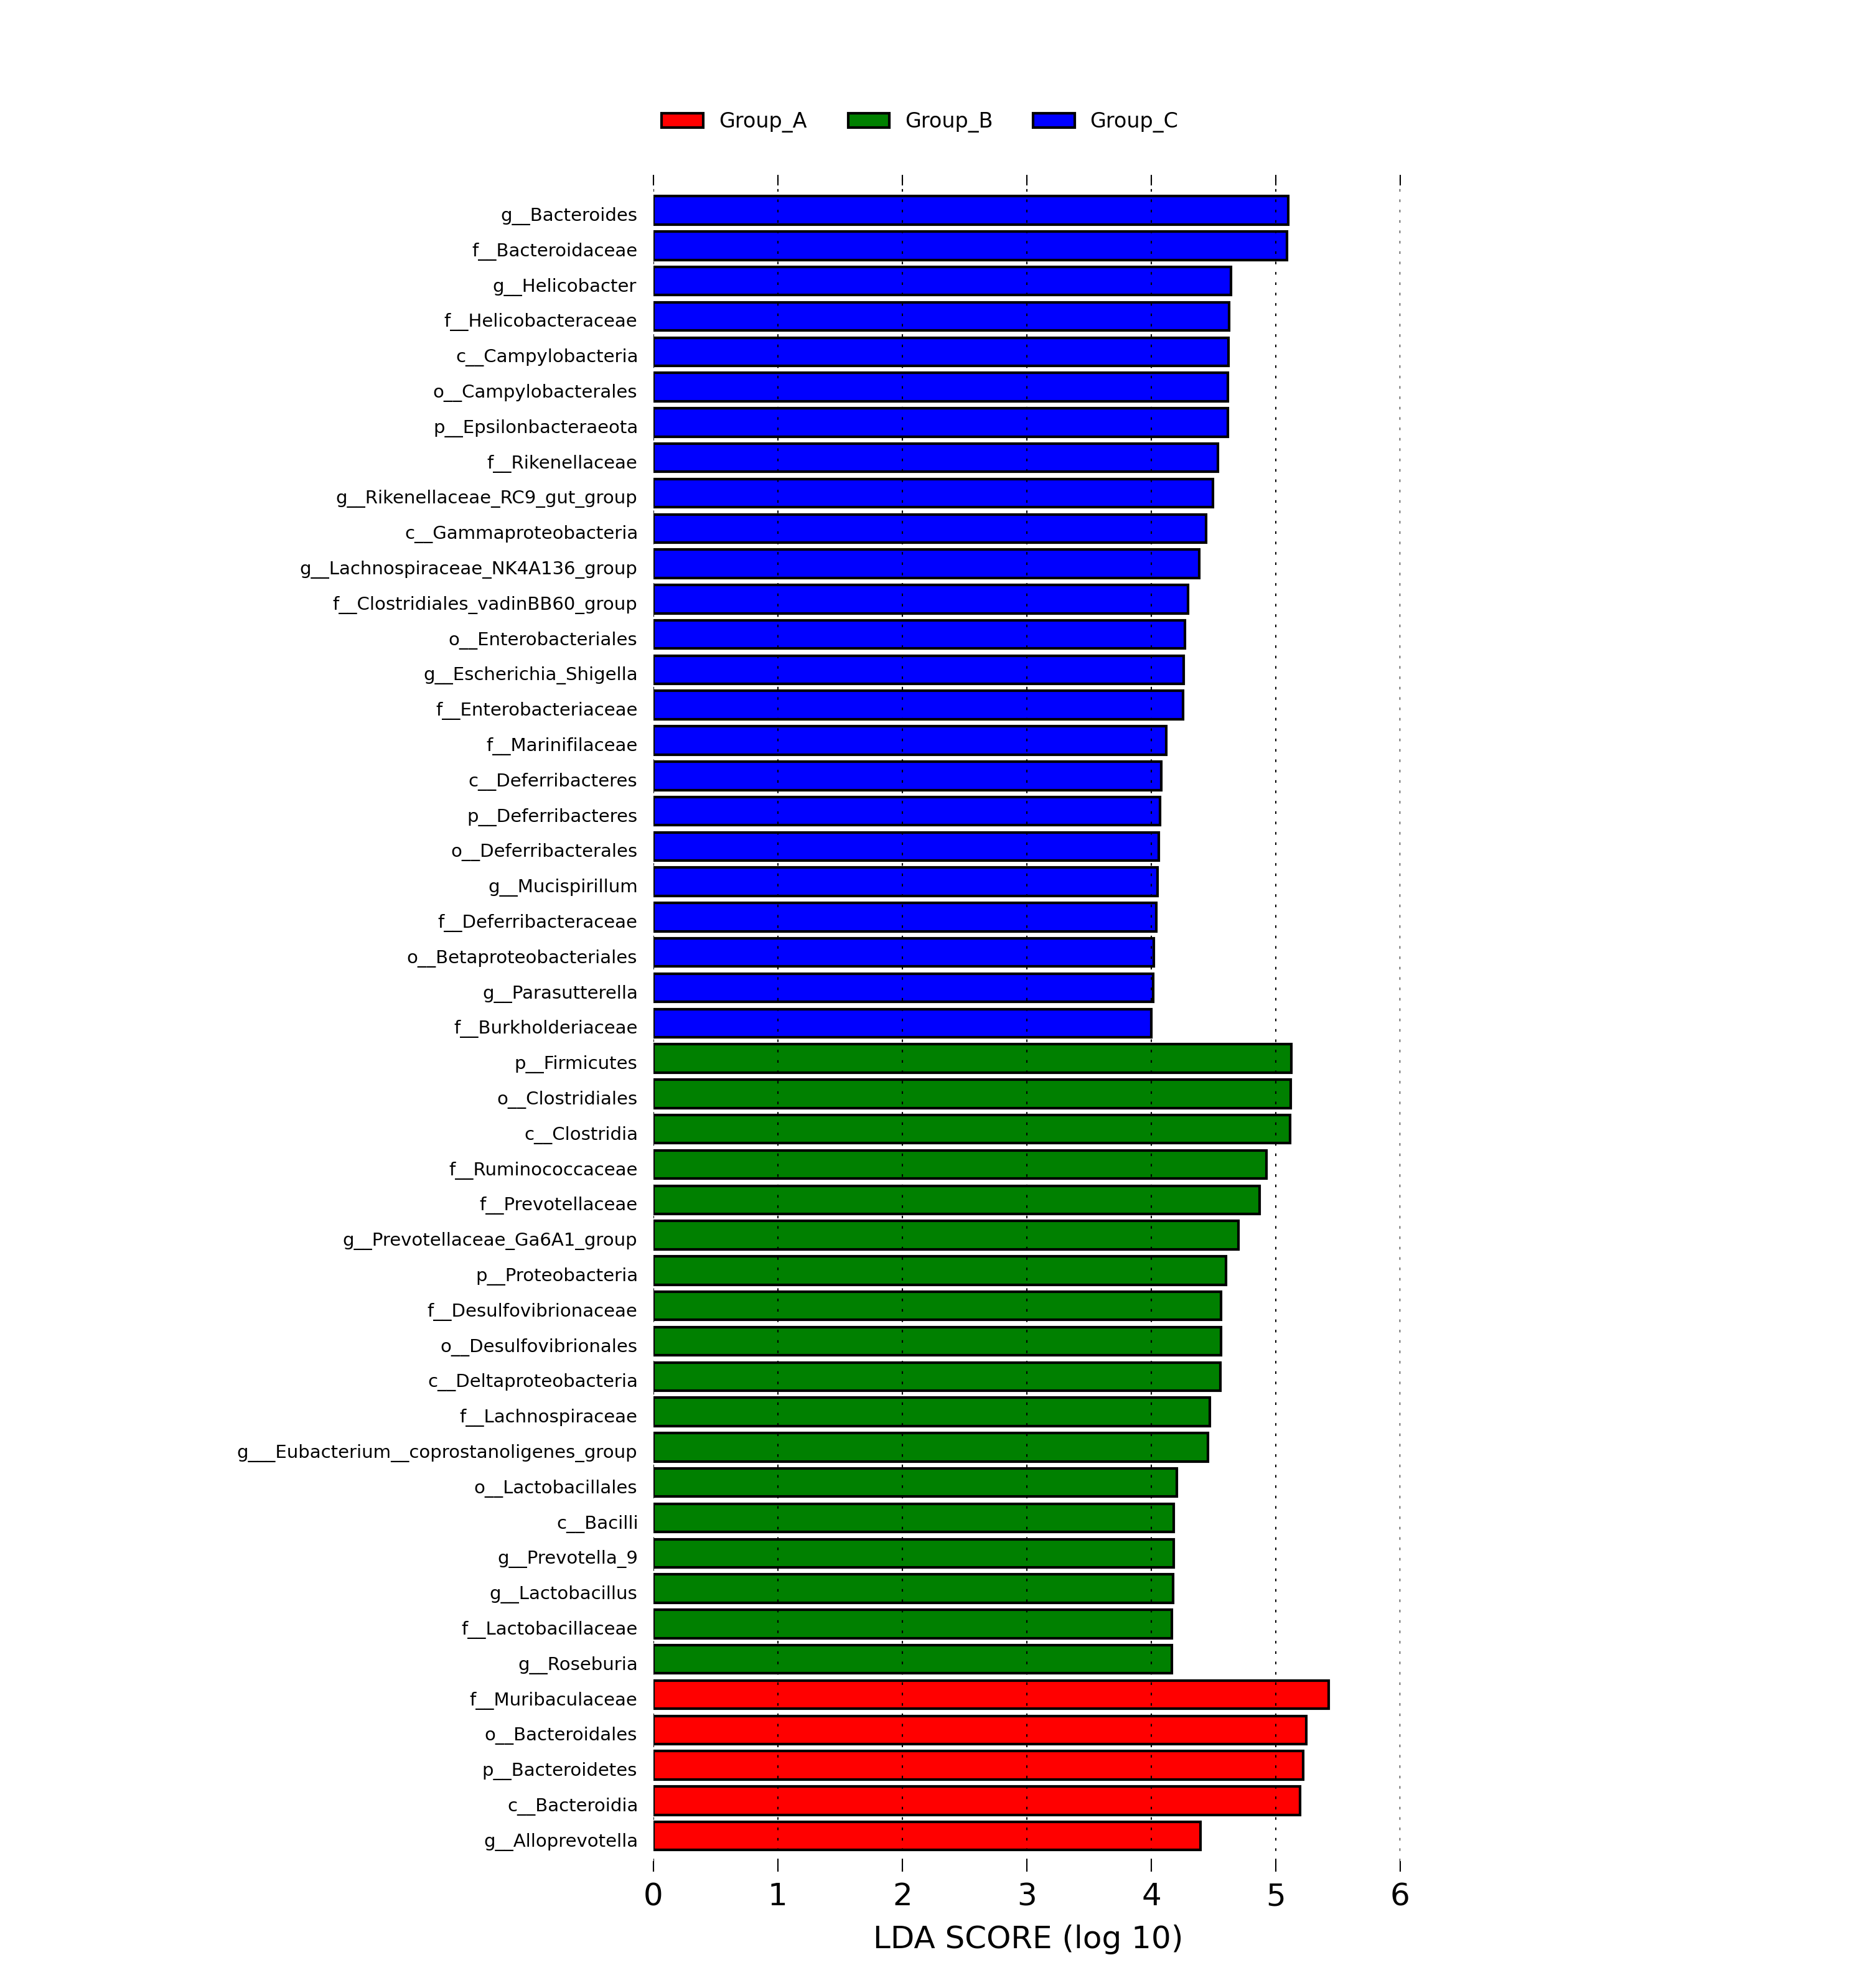 Group_A Group_B Group_C
g__Bacteroides
f__Bacteroidaceae
g__Helicobacter
f__Helicobacteraceae
c__Campylobacteria
o__Campylobacterales
p__Epsilonbacteraeota
f__Rikenellaceae
g__Rikenellaceae_RC9_gut_group
c__Gammaproteobacteria
g__Lachnospiraceae_NK4A136_group
f__Clostridiales_vadinBB60_group
o__Enterobacteriales
g__Escherichia_Shigella
f__Enterobacteriaceae
f__Marinifilaceae
c__Deferribacteres
p__Deferribacteres
o__Deferribacterales
g__Mucispirillum
f__Deferribacteraceae
o__Betaproteobacteriales
g__Parasutterella
f__Burkholderiaceae
p__Firmicutes
o__Clostridiales
c__Clostridia
f__Ruminococcaceae
f__Prevotellaceae
g__Prevotellaceae_Ga6A1_group
p__Proteobacteria
f__Desulfovibrionaceae
o__Desulfovibrionales
c__Deltaproteobacteria
f__Lachnospiraceae
g___Eubacterium__coprostanoligenes_group
o__Lactobacillales
c__Bacilli
g__Prevotella_9
g__Lactobacillus
f__Lactobacillaceae
g__Roseburia
f__Muribaculaceae
o__Bacteroidales
p__Bacteroidetes
c__Bacteroidia
g__Alloprevotella
0 1 2 3 4 5 6
LDA SCORE (log 10)